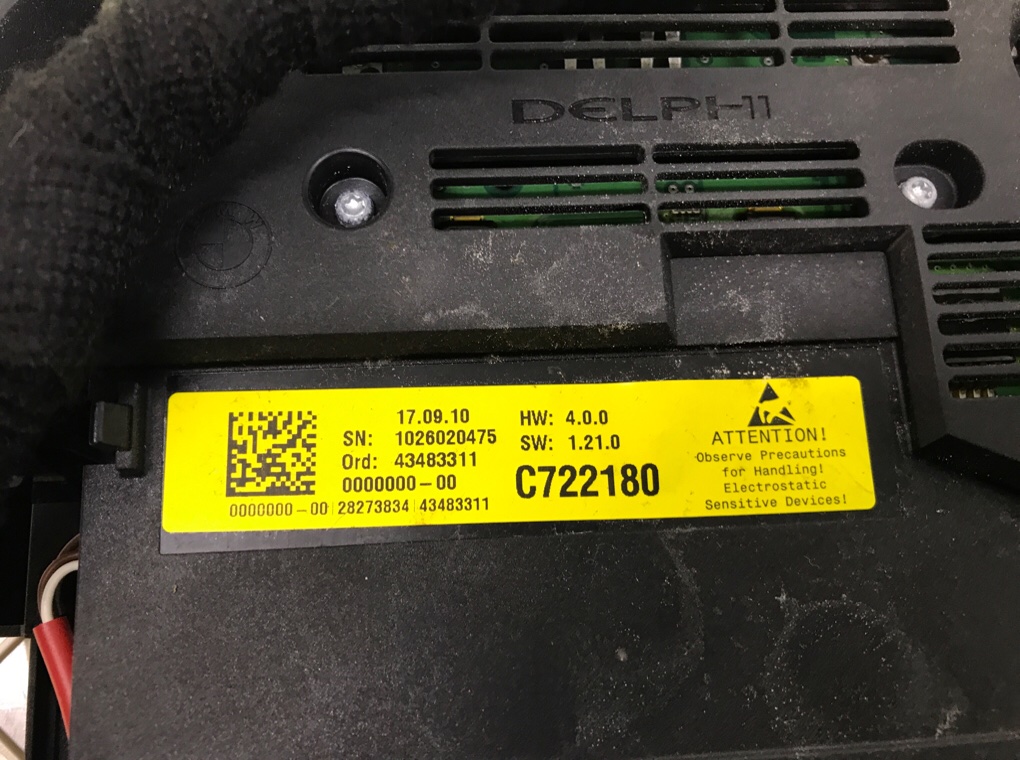 DELPHI
17.09.10
SN: 1026020475
Ord: 43483311
0000000-00
0000000-00 28273834 43483311
HW: 4.0.0
SW: 1.21.0
C722180
ATTENTION!
Observe Precautions
for Handling!
Electrostatic
Sensitive Devices!